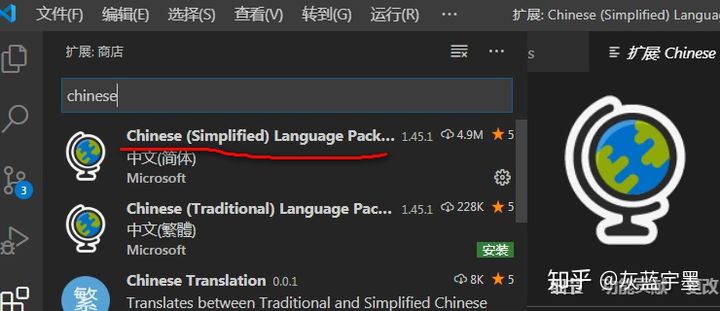 文件(F) 编辑(E) 选择(S) 查看(V) 转到(G) 运行(R) ... 扩展: Chinese (Simplified) Langua
扩展: 商店
扩展: Chinese
chinese
Chinese (Simplified) Language Pack... 1.45.1 4.9M 5
中文(简体)
Microsoft
Chinese (Traditional) Language Pac... 1.45.1 228K 5
中文(繁體)
Microsoft 安装
3
Chinese Translation 0.0.1 8K 5
繁
Translates between Traditional and Simplified Chinese
知乎 @灰蓝宇墨